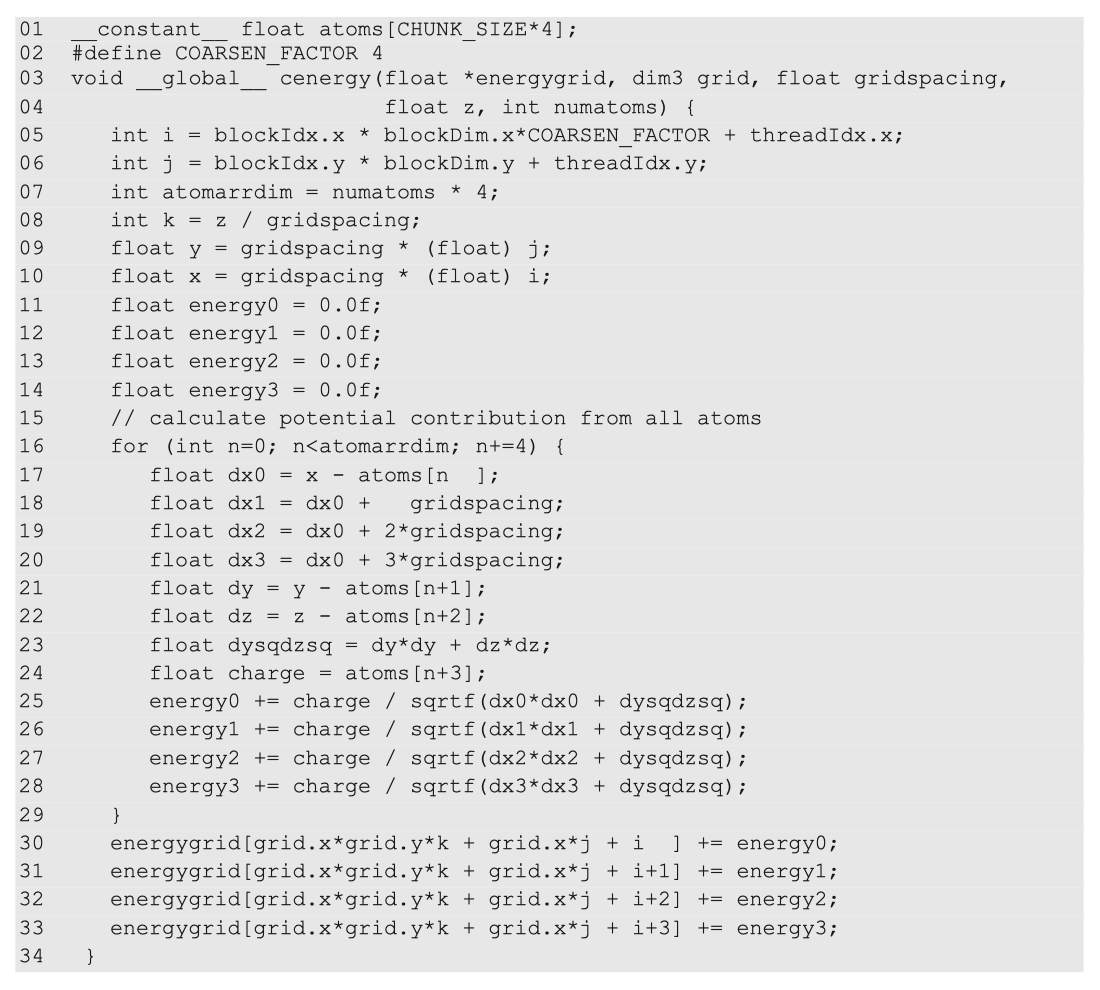 01 __constant__ float atoms[CHUNK_SIZE*4];
02 #define COARSEN_FACTOR 4
03 void __global__ cenergy(float *energygrid, dim3 grid, float gridspacing,
04 float z, int numatoms) {
05 int i = blockIdx.x * blockDim.x*COARSEN_FACTOR + threadIdx.x;
06 int j = blockIdx.y * blockDim.y + threadIdx.y;
07 int atomarrdim = numatoms * 4;
08 int k = z / gridspacing;
09 float y = gridspacing * (float) j;
10 float x = gridspacing * (float) i;
11 float energy0 = 0.0f;
12 float energy1 = 0.0f;
13 float energy2 = 0.0f;
14 float energy3 = 0.0f;
15 // calculate potential contribution from all atoms
16 for (int n=0; n<atomarrdim; n+=4) {
17 float dx0 = x - atoms[n  ];
18 float dx1 = dx0 +   gridspacing;
19 float dx2 = dx0 + 2*gridspacing;
20 float dx3 = dx0 + 3*gridspacing;
21 float dy = y - atoms[n+1];
22 float dz = z - atoms[n+2];
23 float dysqdzsq = dy*dy + dz*dz;
24 float charge = atoms[n+3];
25 energy0 += charge / sqrtf(dx0*dx0 + dysqdzsq);
26 energy1 += charge / sqrtf(dx1*dx1 + dysqdzsq);
27 energy2 += charge / sqrtf(dx2*dx2 + dysqdzsq);
28 energy3 += charge / sqrtf(dx3*dx3 + dysqdzsq);
29 }
30 energygrid[grid.x*grid.y*k + grid.x*j + i  ] += energy0;
31 energygrid[grid.x*grid.y*k + grid.x*j + i+1] += energy1;
32 energygrid[grid.x*grid.y*k + grid.x*j + i+2] += energy2;
33 energygrid[grid.x*grid.y*k + grid.x*j + i+3] += energy3;
34 }